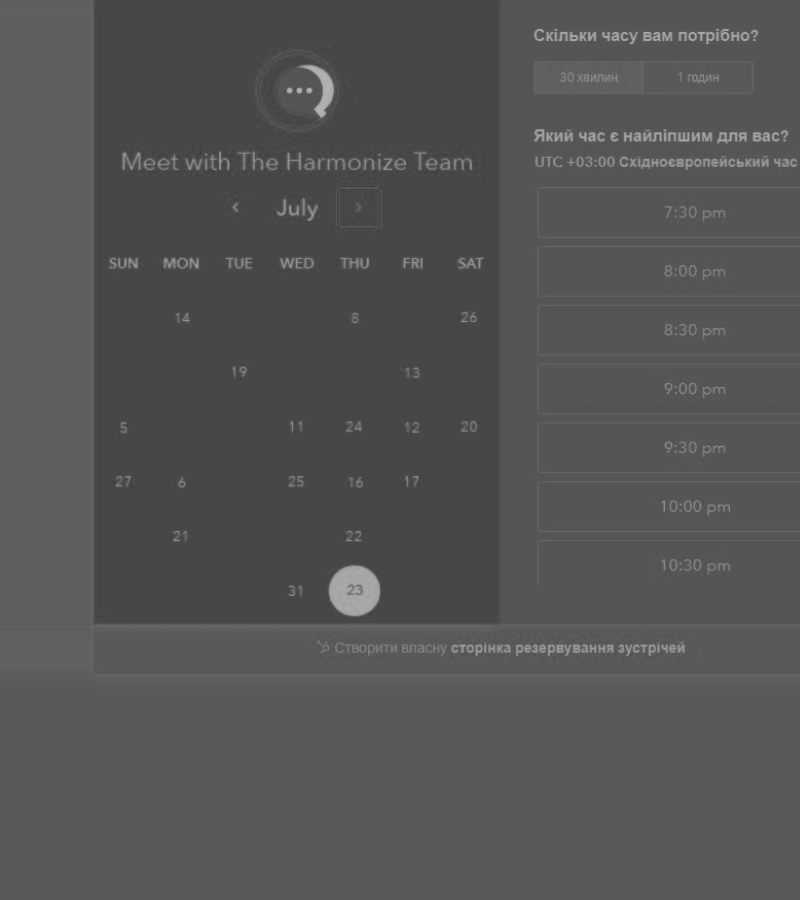 Meet with The Harmonize Team
July
SUN MON TUE WED THU FRI SAT
14 8 26
19 13
5 11 24 12 20
27 6 25 16 17
21 22
31 23
Скільки часу вам потрібно?
30 хвилин 1 годин
Який час є найліпшим для вас?
UTC +03:00 Східноєвропейський час
7:30 pm
8:00 pm
8:30 pm
9:00 pm
9:30 pm
10:00 pm
10:30 pm
Створити власну сторінка резервування зустрічей